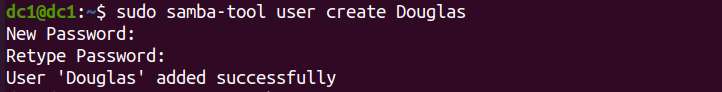 dc1@dc1:~$ sudo samba-tool user create Douglas
New Password:
Retype Password:
User 'Douglas' added successfully